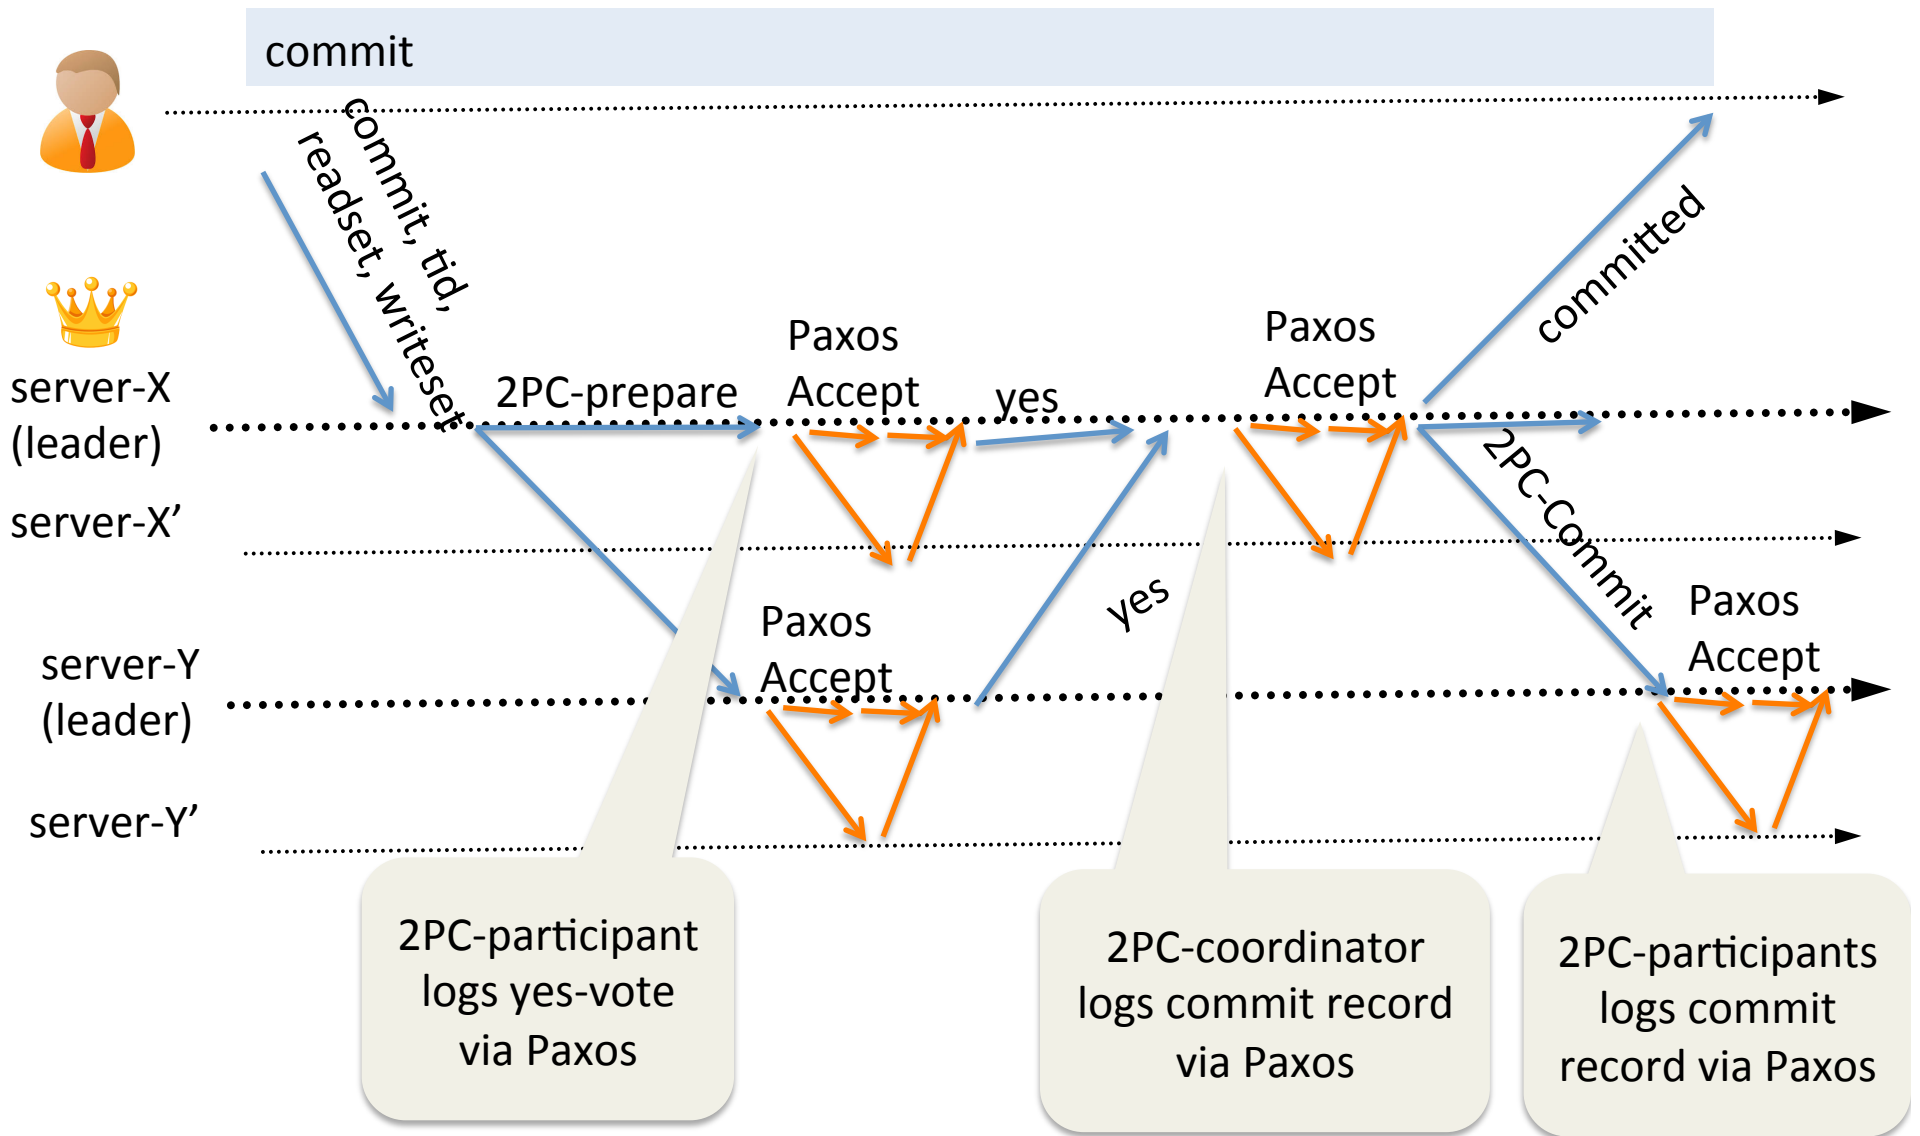 commit
commit, tid,
readset, writeset
committed
server-X
(leader)
2PC-prepare
Paxos
Accept
yes
Paxos
Accept
2PC-Commit
server-X’
yes
server-Y
(leader)
Paxos
Accept
Paxos
Accept
server-Y’
2PC-participant
logs yes-vote
via Paxos
2PC-coordinator
logs commit record
via Paxos
2PC-participants
logs commit
record via Paxos